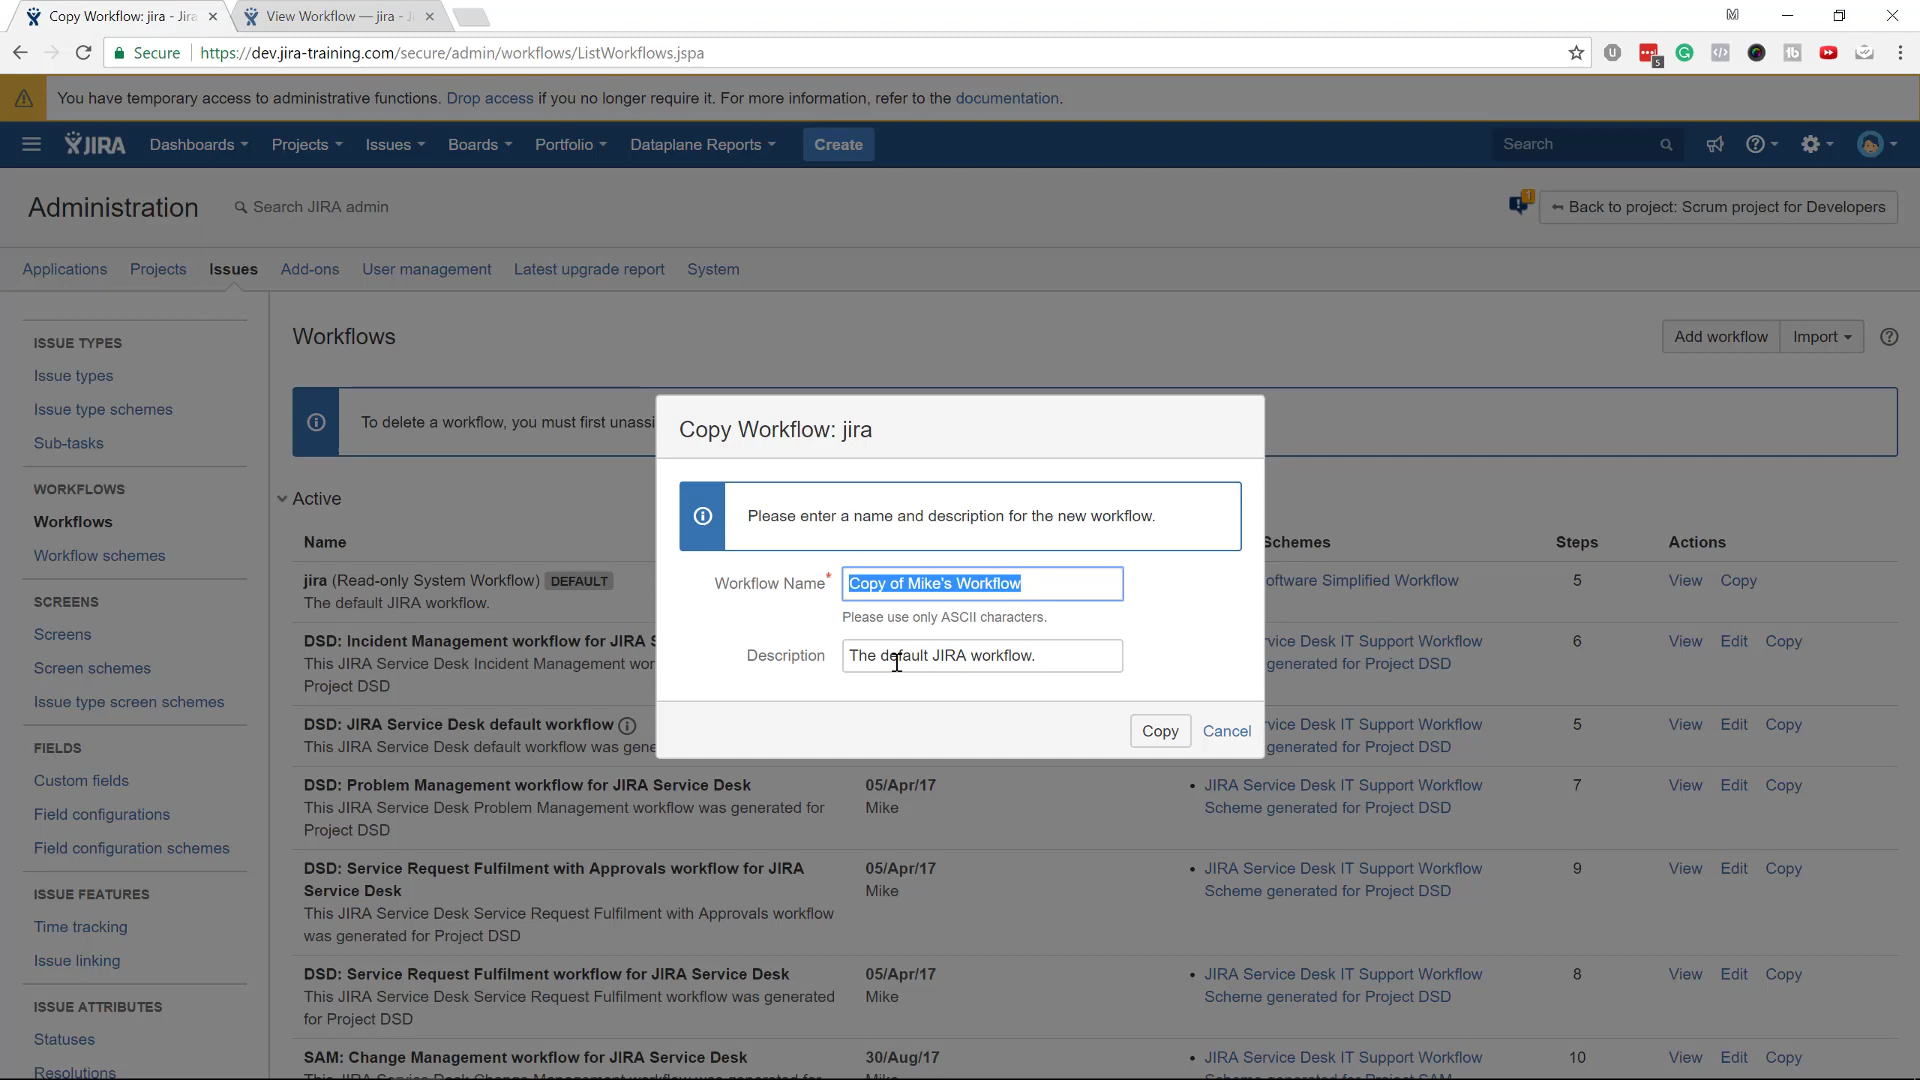 Copy Workflow: jira - Jira
View Workflow — jira - J
Secure
https://dev.jira-training.com/secure/admin/workflows/ListWorkflows.jspa
5
You have temporary access to administrative functions. Drop access if you no longer require it. For more information, refer to the documentation.
JIRA
Dashboards
Projects
Issues
Boards
Portfolio
Dataplane Reports
Create
Search
Administration
Search JIRA admin
1
Back to project: Scrum project for Developers
Applications
Projects
Issues
Add-ons
User management
Latest upgrade report
System
ISSUE TYPES
Issue types
Issue type schemes
Sub-tasks
WORKFLOWS
Workflows
Workflow schemes
SCREENS
Screens
Screen schemes
Issue type screen schemes
FIELDS
Custom fields
Field configurations
Field configuration schemes
ISSUE FEATURES
Time tracking
Issue linking
ISSUE ATTRIBUTES
Statuses
Resolutions
Workflows
Add workflow
Import
To delete a workflow, you must first unassi
Active
Name
Schemes
Steps
Actions
jira (Read-only System Workflow) DEFAULT
oftware Simplified Workflow
5
View Copy
The default JIRA workflow.
DSD: Incident Management workflow for JIRA S
vice Desk IT Support Workflow
6
View Edit Copy
This JIRA Service Desk Incident Management wor
generated for Project DSD
Project DSD
DSD: JIRA Service Desk default workflow
vice Desk IT Support Workflow
5
View Edit Copy
This JIRA Service Desk default workflow was gene
generated for Project DSD
DSD: Problem Management workflow for JIRA Service Desk
05/Apr/17
JIRA Service Desk IT Support Workflow
7
View Edit Copy
This JIRA Service Desk Problem Management workflow was generated for
Mike
Scheme generated for Project DSD
Project DSD
DSD: Service Request Fulfilment with Approvals workflow for JIRA
05/Apr/17
JIRA Service Desk IT Support Workflow
9
View Edit Copy
Service Desk
Mike
Scheme generated for Project DSD
This JIRA Service Desk Service Request Fulfilment with Approvals workflow
was generated for Project DSD
DSD: Service Request Fulfilment workflow for JIRA Service Desk
05/Apr/17
JIRA Service Desk IT Support Workflow
8
View Edit Copy
This JIRA Service Desk Service Request Fulfilment workflow was generated
Mike
Scheme generated for Project DSD
for Project DSD
SAM: Change Management workflow for JIRA Service Desk
30/Aug/17
JIRA Service Desk IT Support Workflow
10
View Edit Copy
Copy Workflow: jira
Please enter a name and description for the new workflow.
Workflow Name*
Copy of Mike's Workflow
Please use only ASCII characters.
Description
The default JIRA workflow.
Copy
Cancel